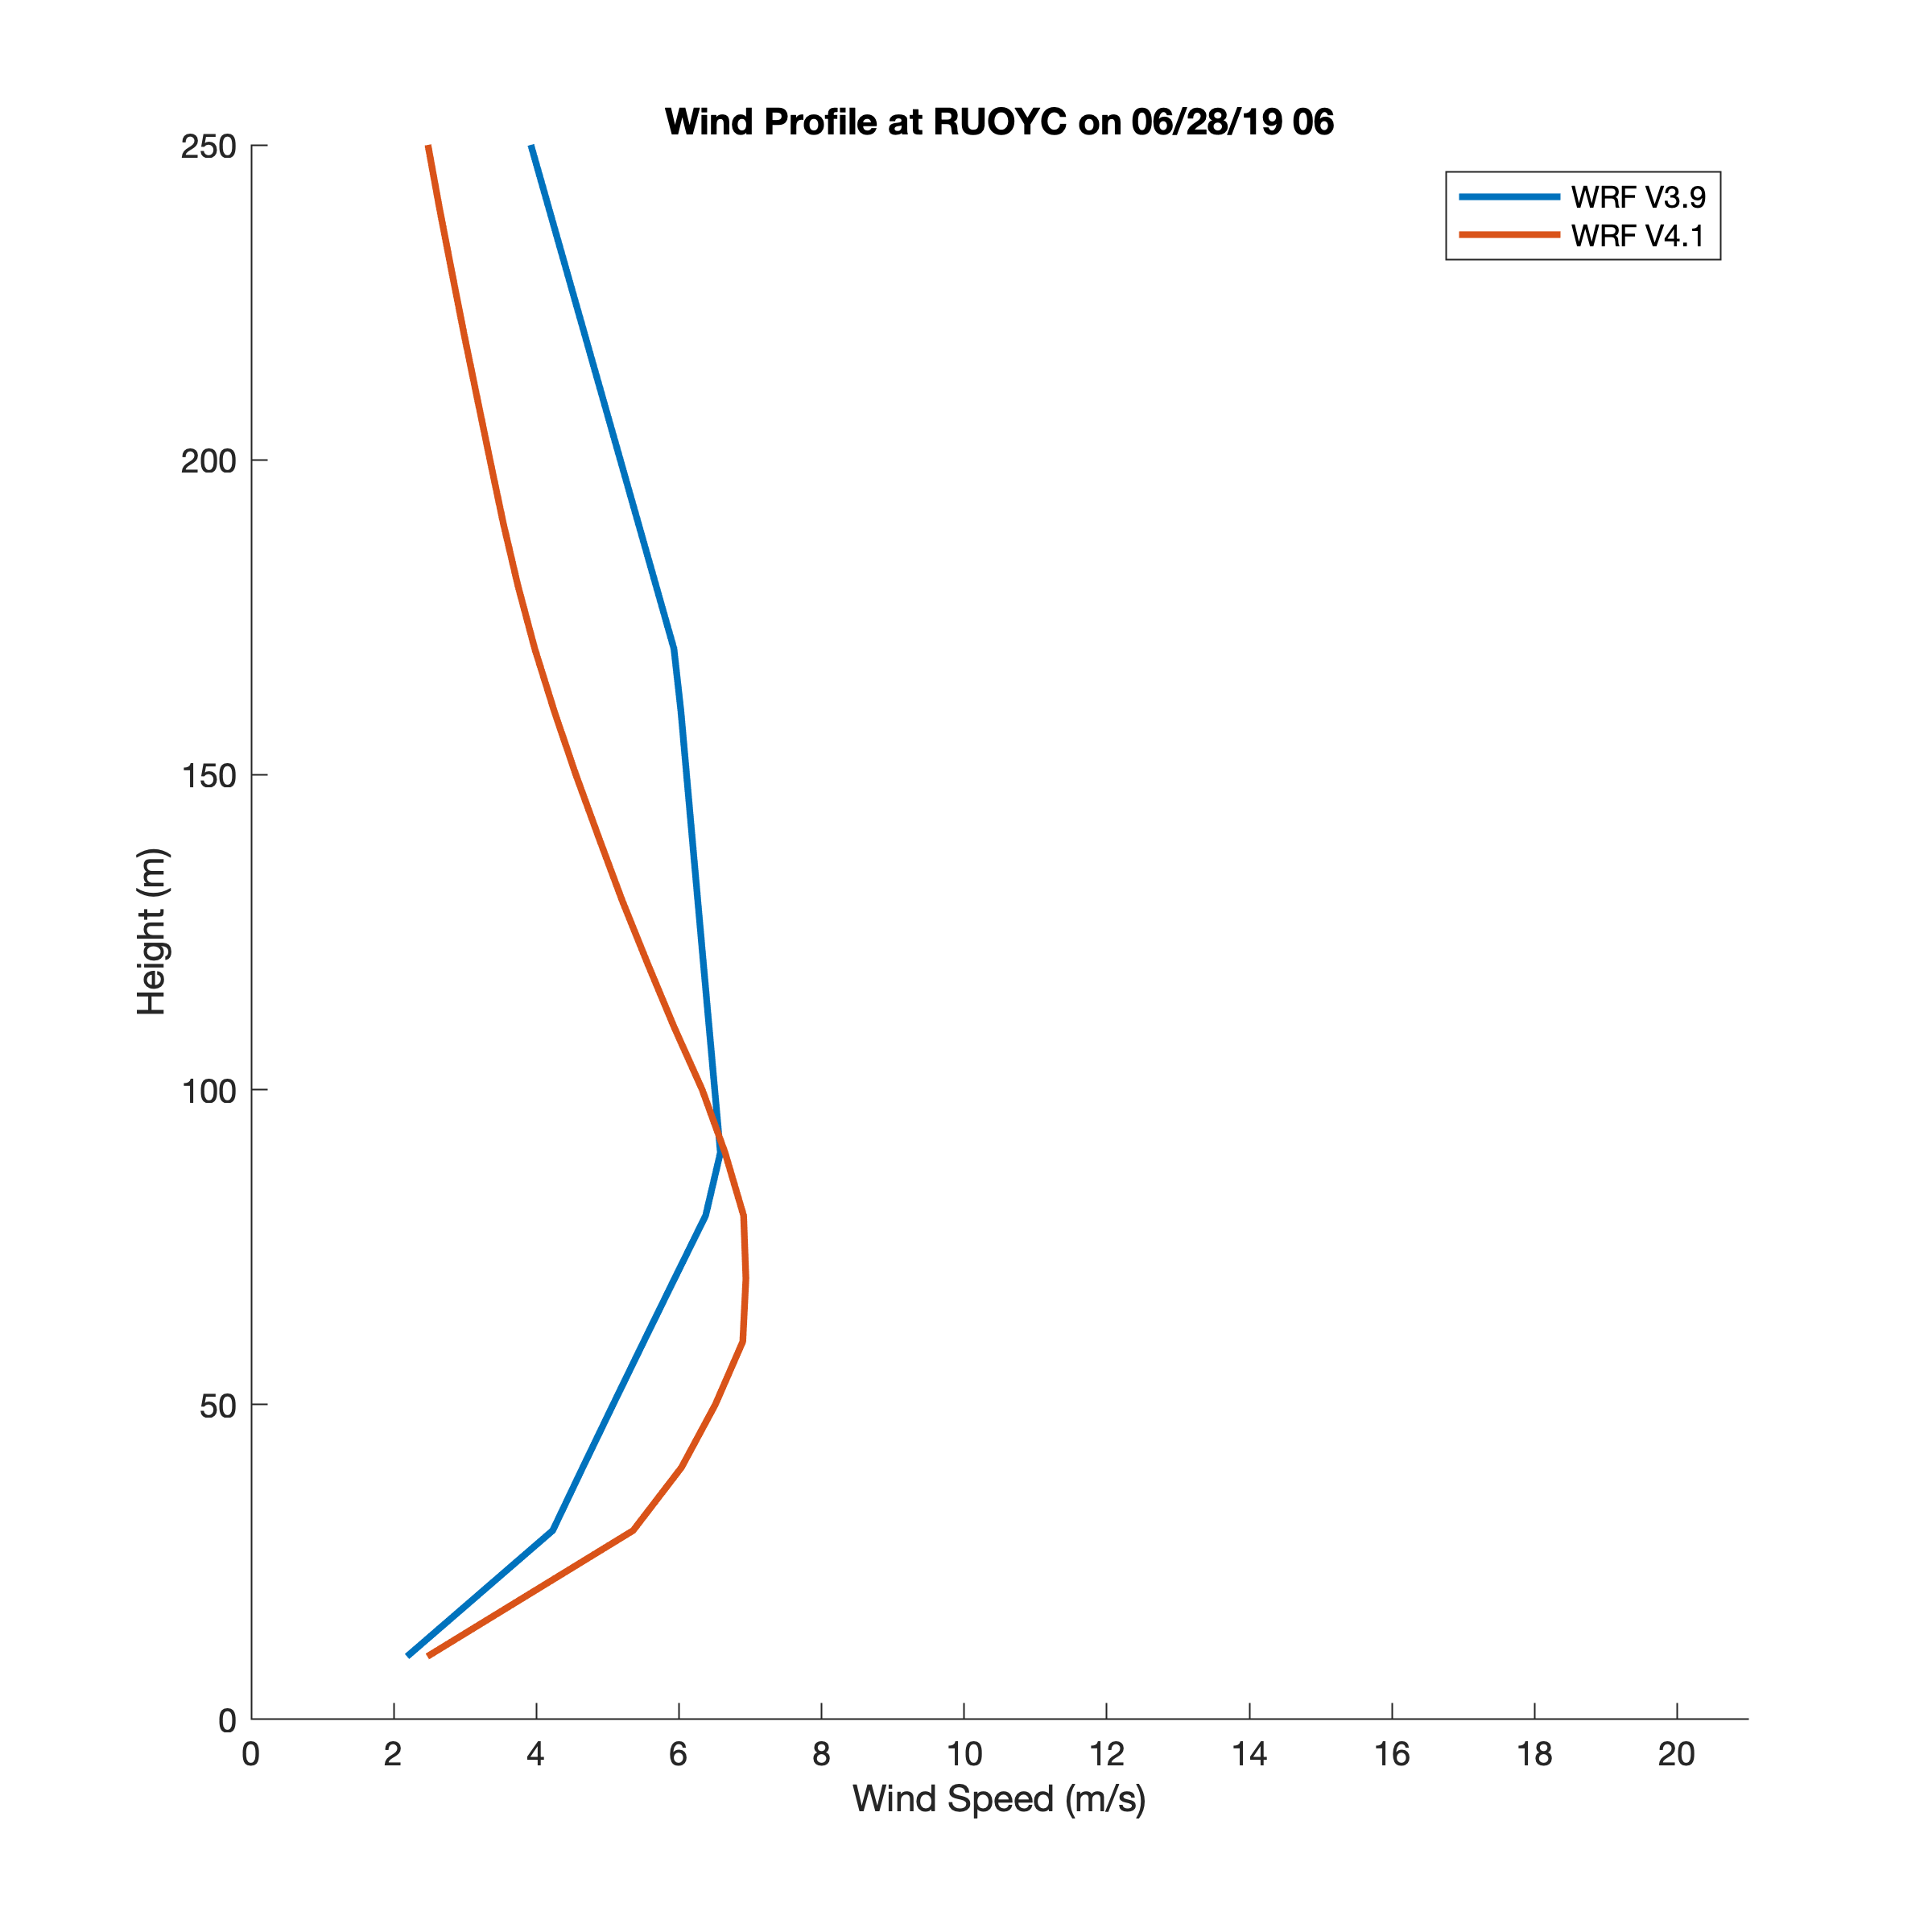 Wind Profile at RUOYC on 06/28/19 06
WRF V3.9
WRF V4.1
250
200
150
100
50
0
Height (m)
0 2 4 6 8 10 12 14 16 18 20
Wind Speed (m/s)